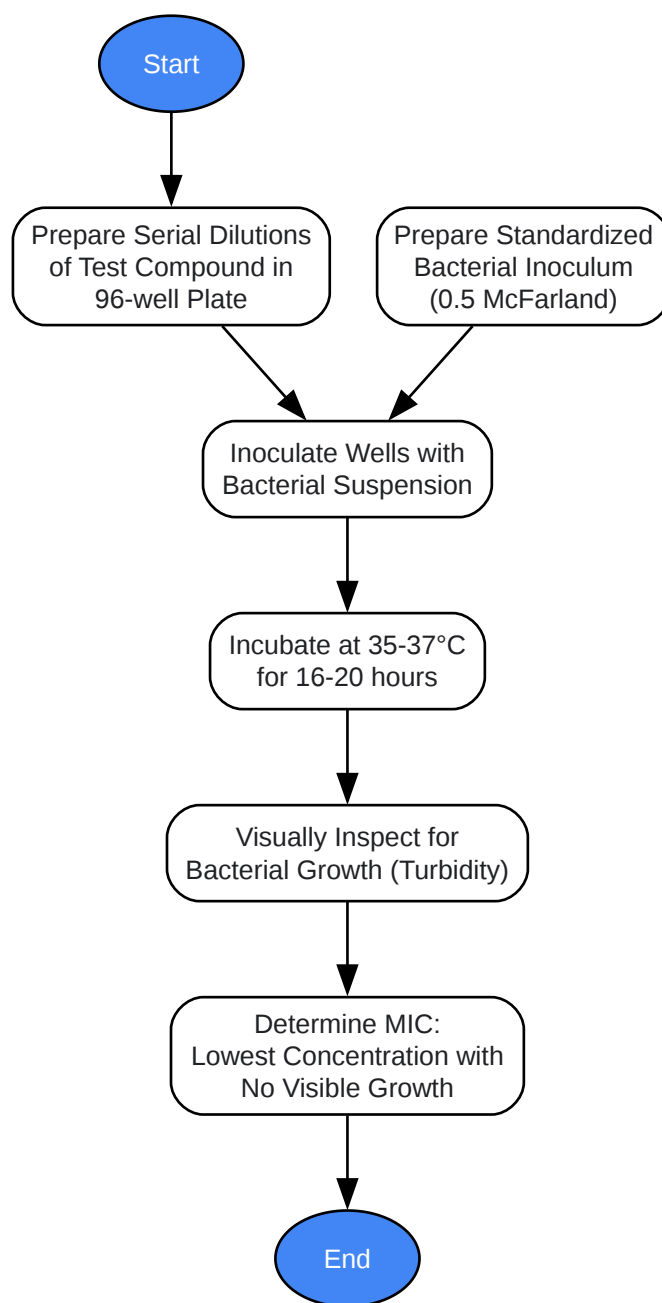 Start
Prepare Serial Dilutions
of Test Compound in
96-well Plate
Prepare Standardized
Bacterial Inoculum
(0.5 McFarland)
Inoculate Wells with
Bacterial Suspension
Incubate at 35-37°C
for 16-20 hours
Visually Inspect for
Bacterial Growth (Turbidity)
Determine MIC:
Lowest Concentration with
No Visible Growth
End